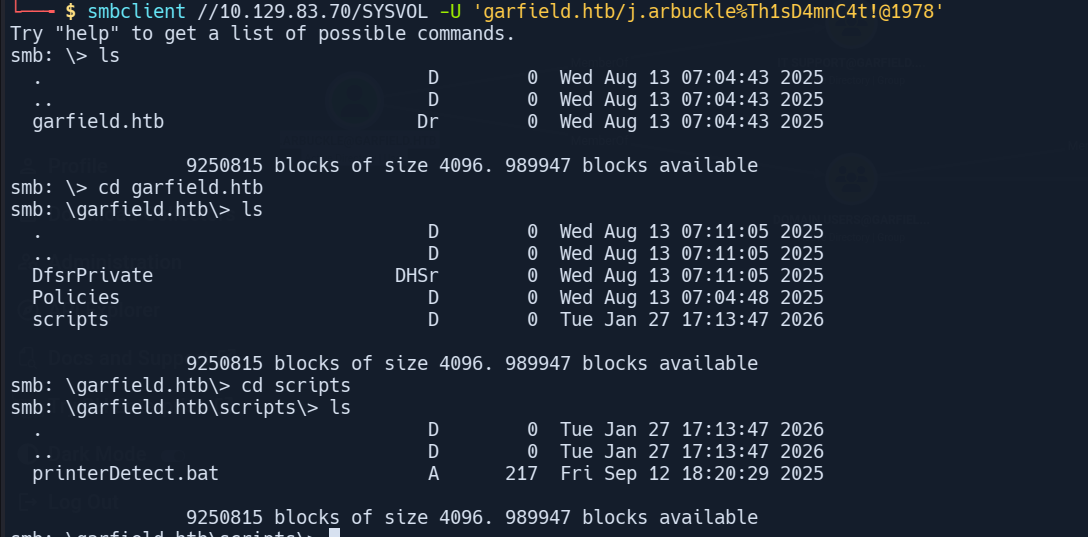 $ smbclient //10.129.83.70/SYSVOL -U 'garfield.htb/j.arbuckle%Th1sD4mnC4t!@1978'
Try "help" to get a list of possible commands.
smb: \> ls
  .                                   D        0  Wed Aug 13 07:04:43 2025
  ..                                  D        0  Wed Aug 13 07:04:43 2025
  garfield.htb                       Dr        0  Wed Aug 13 07:04:43 2025
                9250815 blocks of size 4096. 989947 blocks available
smb: \> cd garfield.htb
smb: \garfield.htb\> ls
  .                                   D        0  Wed Aug 13 07:11:05 2025
  ..                                  D        0  Wed Aug 13 07:11:05 2025
  DfsrPrivate                      DHSr        0  Wed Aug 13 07:11:05 2025
  Policies                            D        0  Wed Aug 13 07:04:48 2025
  scripts                             D        0  Tue Jan 27 17:13:47 2026
                9250815 blocks of size 4096. 989947 blocks available
smb: \garfield.htb\> cd scripts
smb: \garfield.htb\scripts\> ls
  .                                   D        0  Tue Jan 27 17:13:47 2026
  ..                                  D        0  Tue Jan 27 17:13:47 2026
  printerDetect.bat                   A      217  Fri Sep 12 18:20:29 2025
                9250815 blocks of size 4096. 989947 blocks available
smb: \garfield.htb\scripts\>